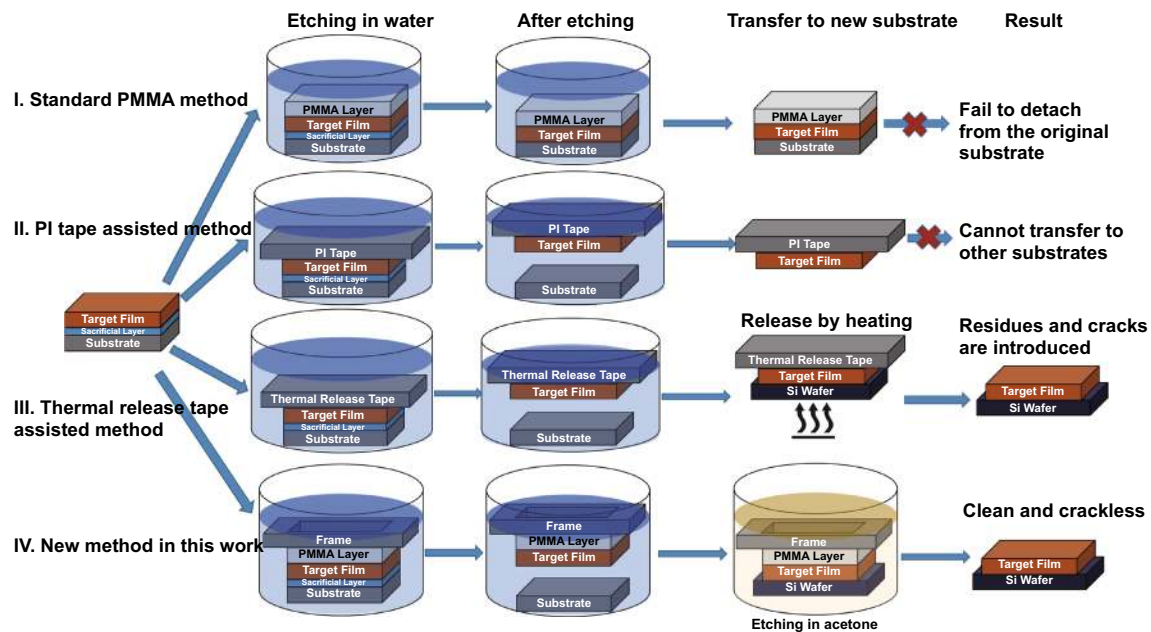 Etching in water
After etching
Transfer to new substrate
Result
I. Standard PMMA method
PMMA Layer
Target Film
Sacrificial Layer
Substrate
PMMA Layer
Target Film
Substrate
PMMA Layer
Target Film
Substrate
Fail to detach
from the original
substrate
II. PI tape assisted method
PI Tape
Target Film
Sacrificial Layer
Substrate
PI Tape
Target Film
Substrate
PI Tape
Target Film
Cannot transfer to
other substrates
Target Film
Sacrificial Layer
Substrate
III. Thermal release tape
assisted method
Thermal Release Tape
Target Film
Sacrificial Layer
Substrate
Thermal Release Tape
Target Film
Substrate
Release by heating
Thermal Release Tape
Target Film
Si Wafer
Residues and cracks
are introduced
Target Film
Si Wafer
IV. New method in this work
Frame
PMMA Layer
Target Film
Sacrificial Layer
Substrate
Frame
PMMA Layer
Target Film
Substrate
Frame
PMMA Layer
Target Film
Si Wafer
Etching in acetone
Clean and crackless
Target Film
Si Wafer